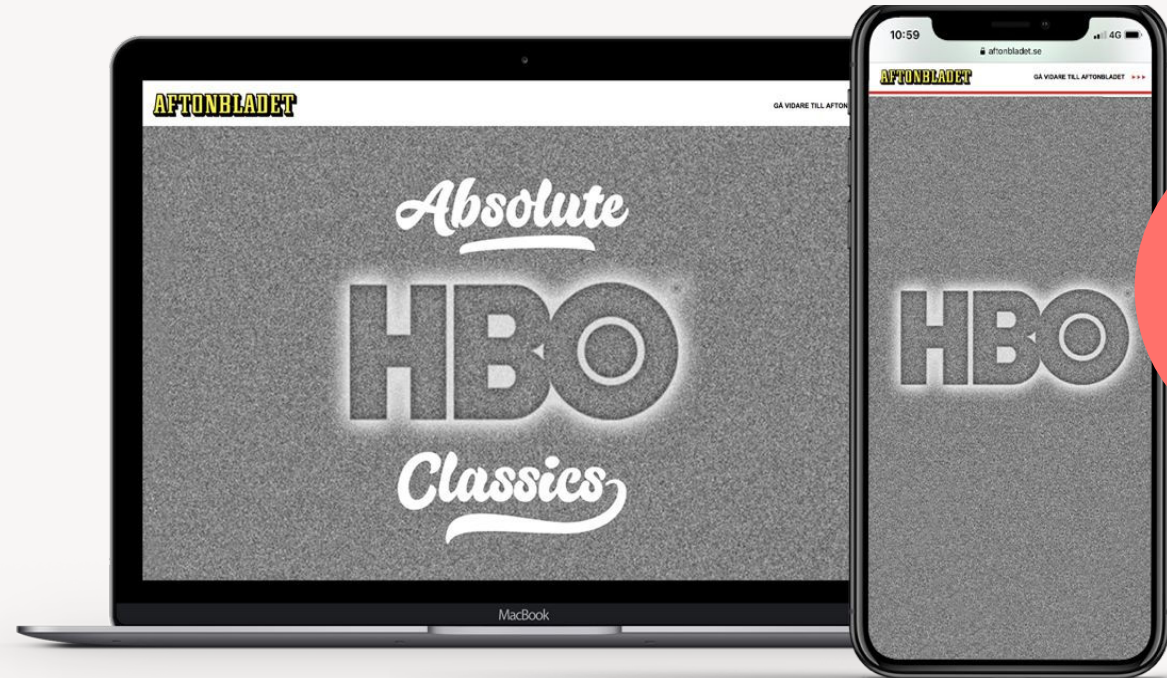 AFTONBLADET
GÅ VIDARE TILL AFTON
Absolute
HBO
Classics
MacBook
10:59
4G
aftonbladet.se
AFTONBLADET
GÅ VIDARE TILL AFTONBLADET
HBO